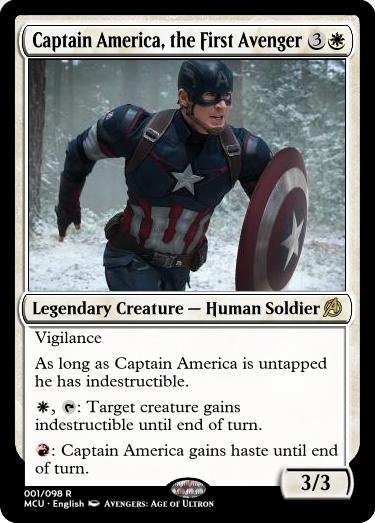 Captain America, the First Avenger 3
Legendary Creature — Human Soldier
Vigilance
As long as Captain America is untapped
he has indestructible.
, : Target creature gains
indestructible until end of turn.
: Captain America gains haste until end
of turn.
3/3
001/098 R
MCU • English Avengers: Age of Ultron